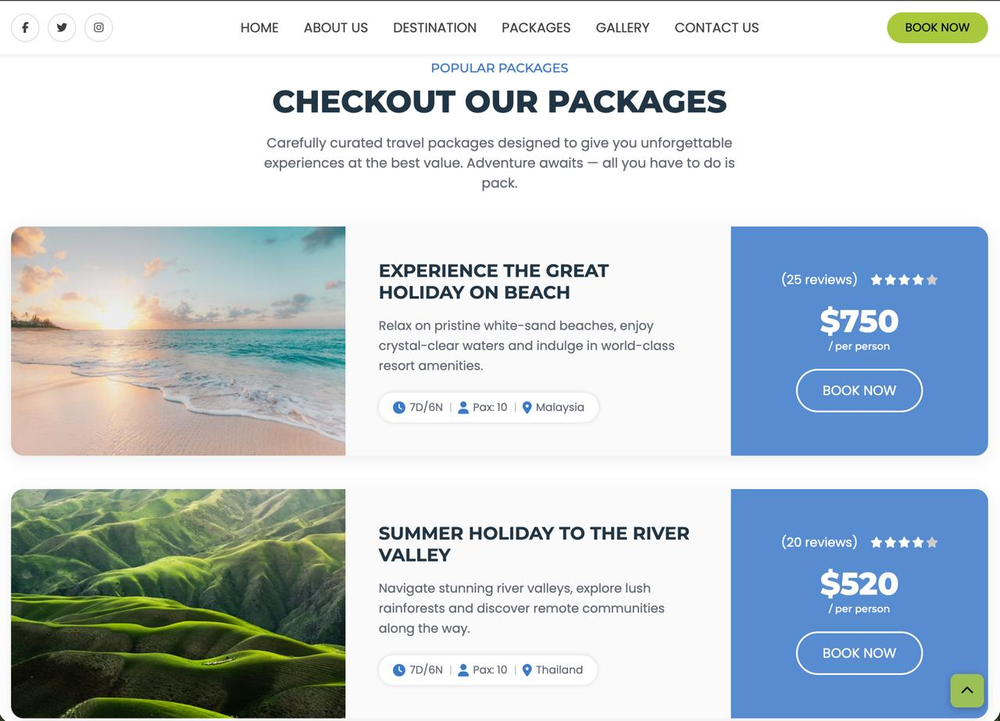 HOME ABOUT US DESTINATION PACKAGES GALLERY CONTACT US BOOK NOW
POPULAR PACKAGES
CHECKOUT OUR PACKAGES
Carefully curated travel packages designed to give you unforgettable
experiences at the best value. Adventure awaits — all you have to do is
pack.
EXPERIENCE THE GREAT
HOLIDAY ON BEACH
Relax on pristine white-sand beaches, enjoy
crystal-clear waters and indulge in world-class
resort amenities.
7D/6N | Pax: 10 | Malaysia
(25 reviews)
$750
/ per person
BOOK NOW
SUMMER HOLIDAY TO THE RIVER
VALLEY
Navigate stunning river valleys, explore lush
rainforests and discover remote communities
along the way.
7D/6N | Pax: 10 | Thailand
(20 reviews)
$520
/ per person
BOOK NOW